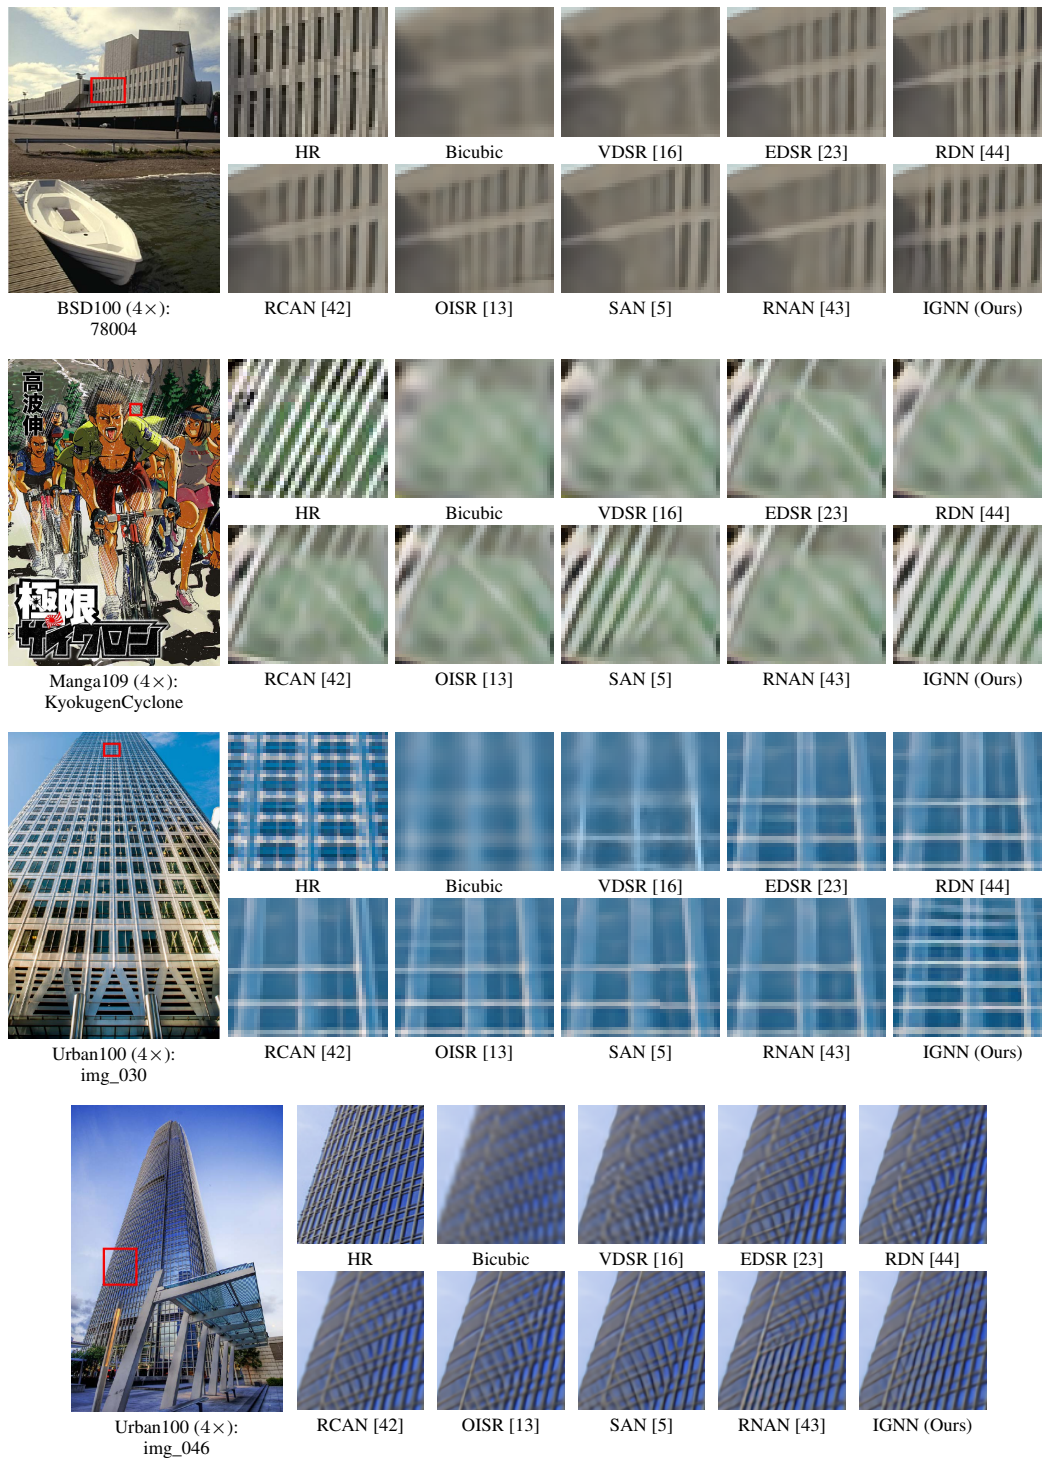 HR Bicubic VDSR [16] EDSR [23] RDN [44]
RCAN [42] OISR [13] SAN [5] RNAN [43] IGNN (Ours)
BSD100 (4×):
78004
高波伸
極限
サイクロン
HR Bicubic VDSR [16] EDSR [23] RDN [44]
RCAN [42] OISR [13] SAN [5] RNAN [43] IGNN (Ours)
Manga109 (4×):
KyokugenCyclone
HR Bicubic VDSR [16] EDSR [23] RDN [44]
RCAN [42] OISR [13] SAN [5] RNAN [43] IGNN (Ours)
Urban100 (4×):
img_030
HR Bicubic VDSR [16] EDSR [23] RDN [44]
RCAN [42] OISR [13] SAN [5] RNAN [43] IGNN (Ours)
Urban100 (4×):
img_046